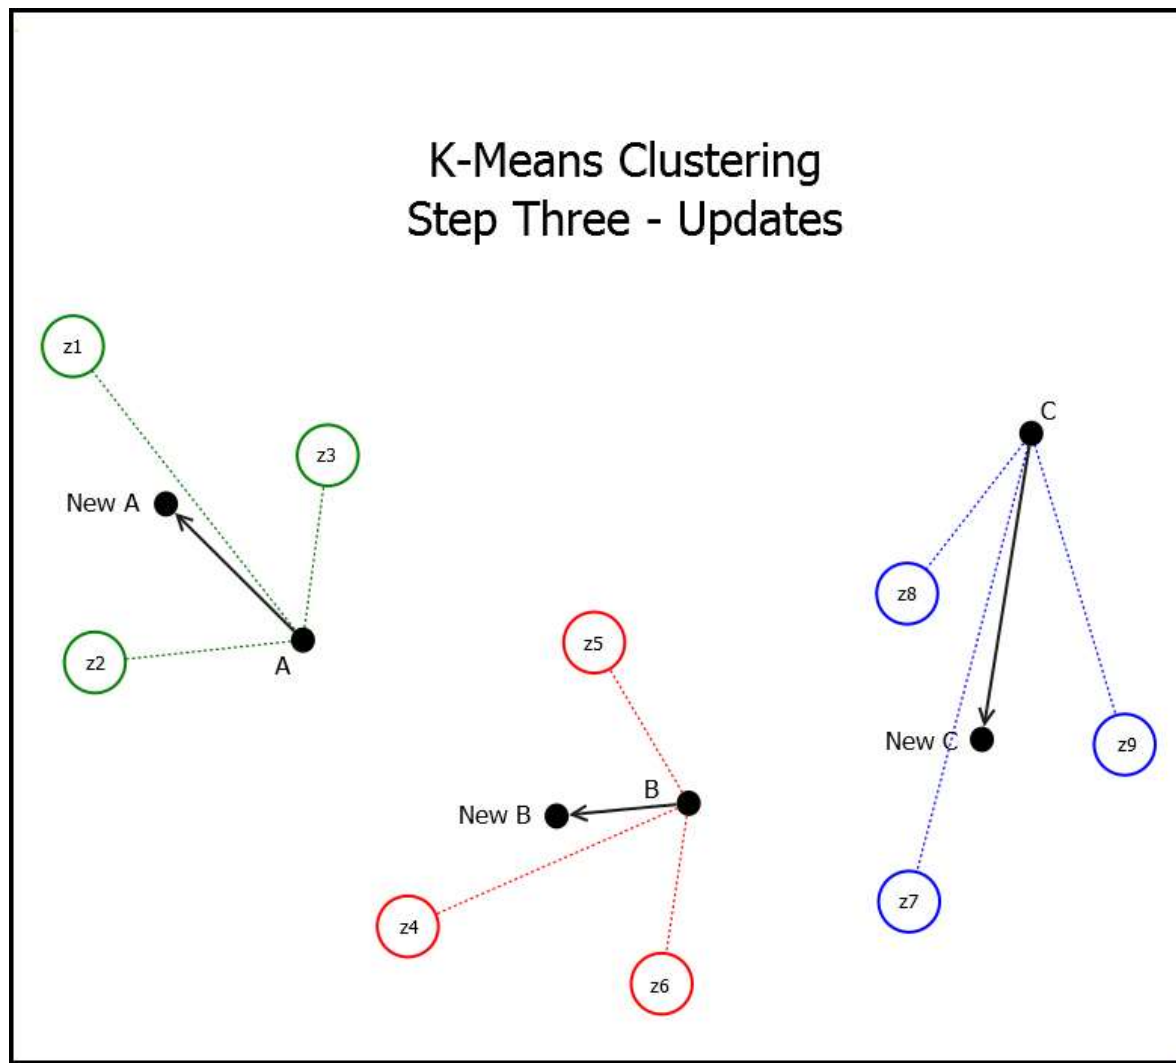 K-Means Clustering
Step Three - Updates
z1
C
z3
New A
z8
z5
z2
A
New C
z9
B
New B
z7
z4
z6